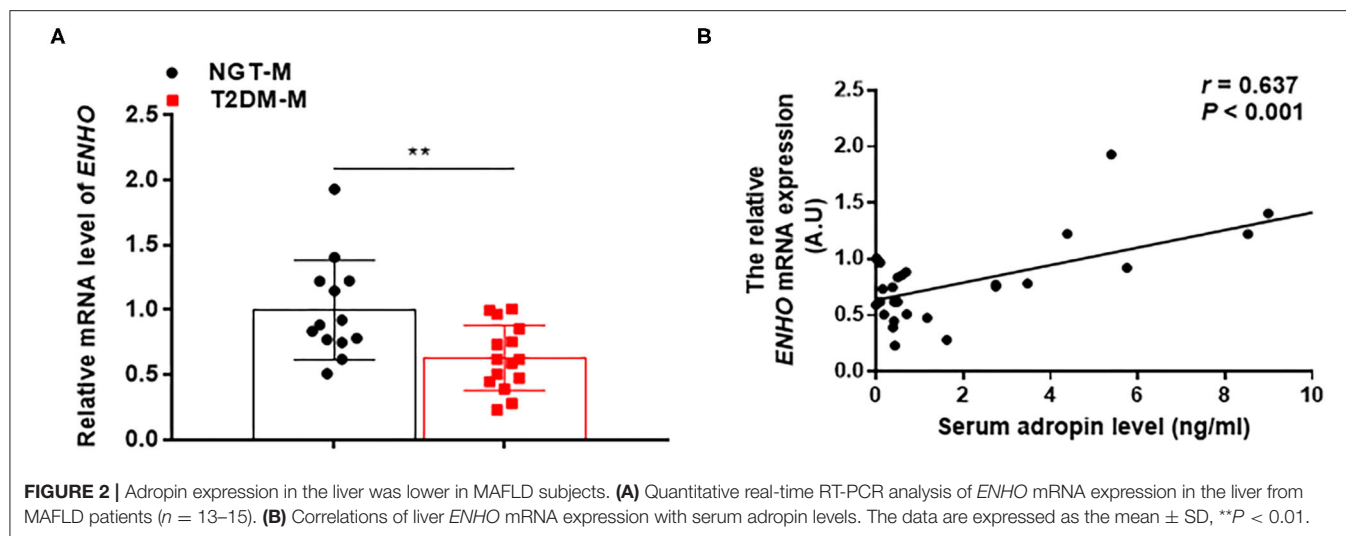 A
NGT-M
T2DM-M
Relative mRNA level of ENHO
2.5
2.0
1.5
1.0
0.5
0.0
**
B
r = 0.637
P < 0.001
The relative
ENHO mRNA expression
(A.U)
2.5
2.0
1.5
1.0
0.5
0.0
0 2 4 6 8 10
Serum adropin level (ng/ml)
FIGURE 2 | Adropin expression in the liver was lower in MAFLD subjects. (A) Quantitative real-time RT-PCR analysis of ENHO mRNA expression in the liver from
MAFLD patients (n = 13–15). (B) Correlations of liver ENHO mRNA expression with serum adropin levels. The data are expressed as the mean ± SD, **P < 0.01.